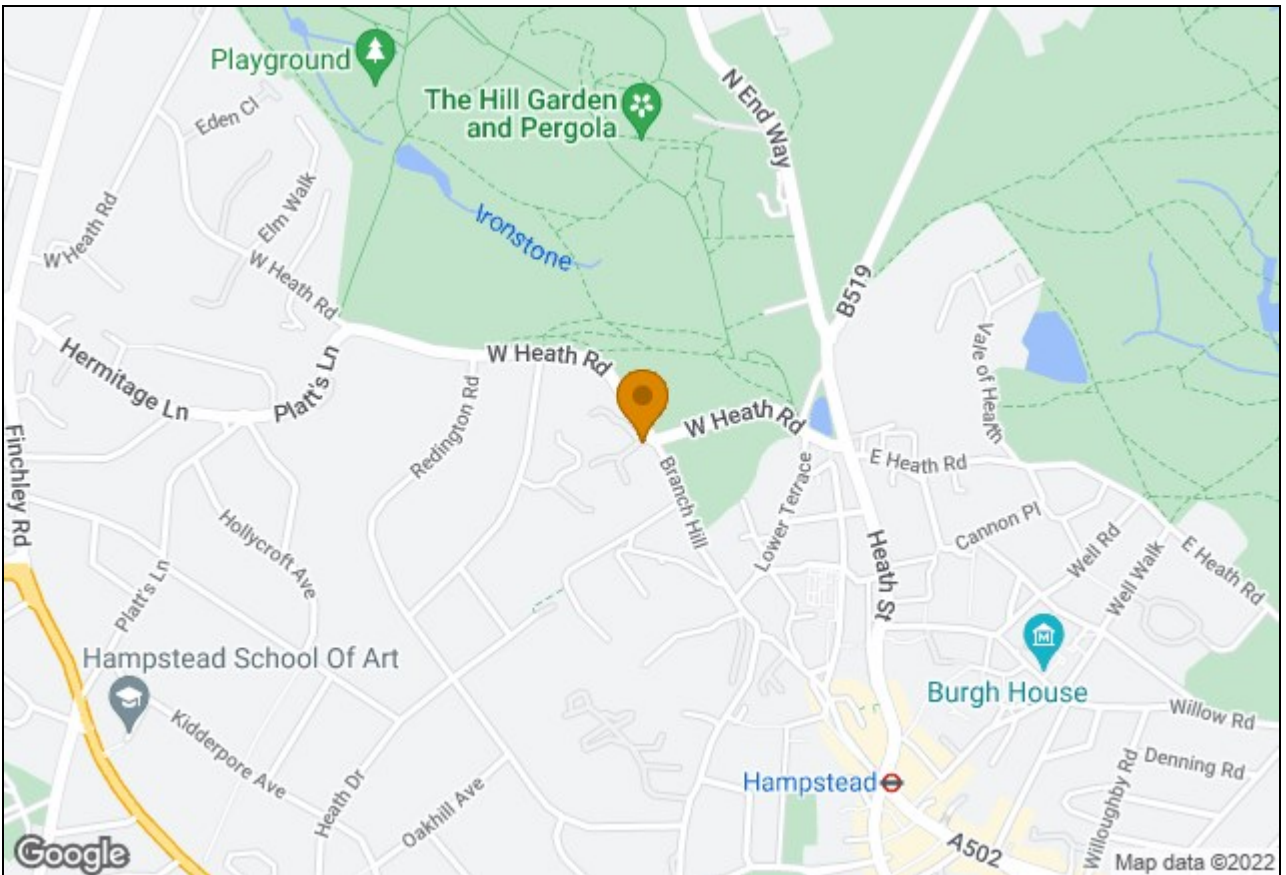 Playground
The Hill Garden
and Pergola
N End Way
Eden Cl
Elm Walk
W Heath Rd
Ironstone
W Heath Rd
B519
Vale of Health
Hermitage Ln
Platt's Ln
W Heath Rd
Redington Rd
W Heath Rd
Branch Hill
Lower Terrace
E Heath Rd
Finchley Rd
Hollycroft Ave
Platt's Ln
Heath St
Cannon Pl
Well Rd
Well Walk
E Heath Rd
Hampstead School Of Art
Burgh House
Kidderpore Ave
Heath Dr
Oakhill Ave
Willow Rd
Denning Rd
Willoughby Rd
Hampstead
A502
Google
Map data ©2022